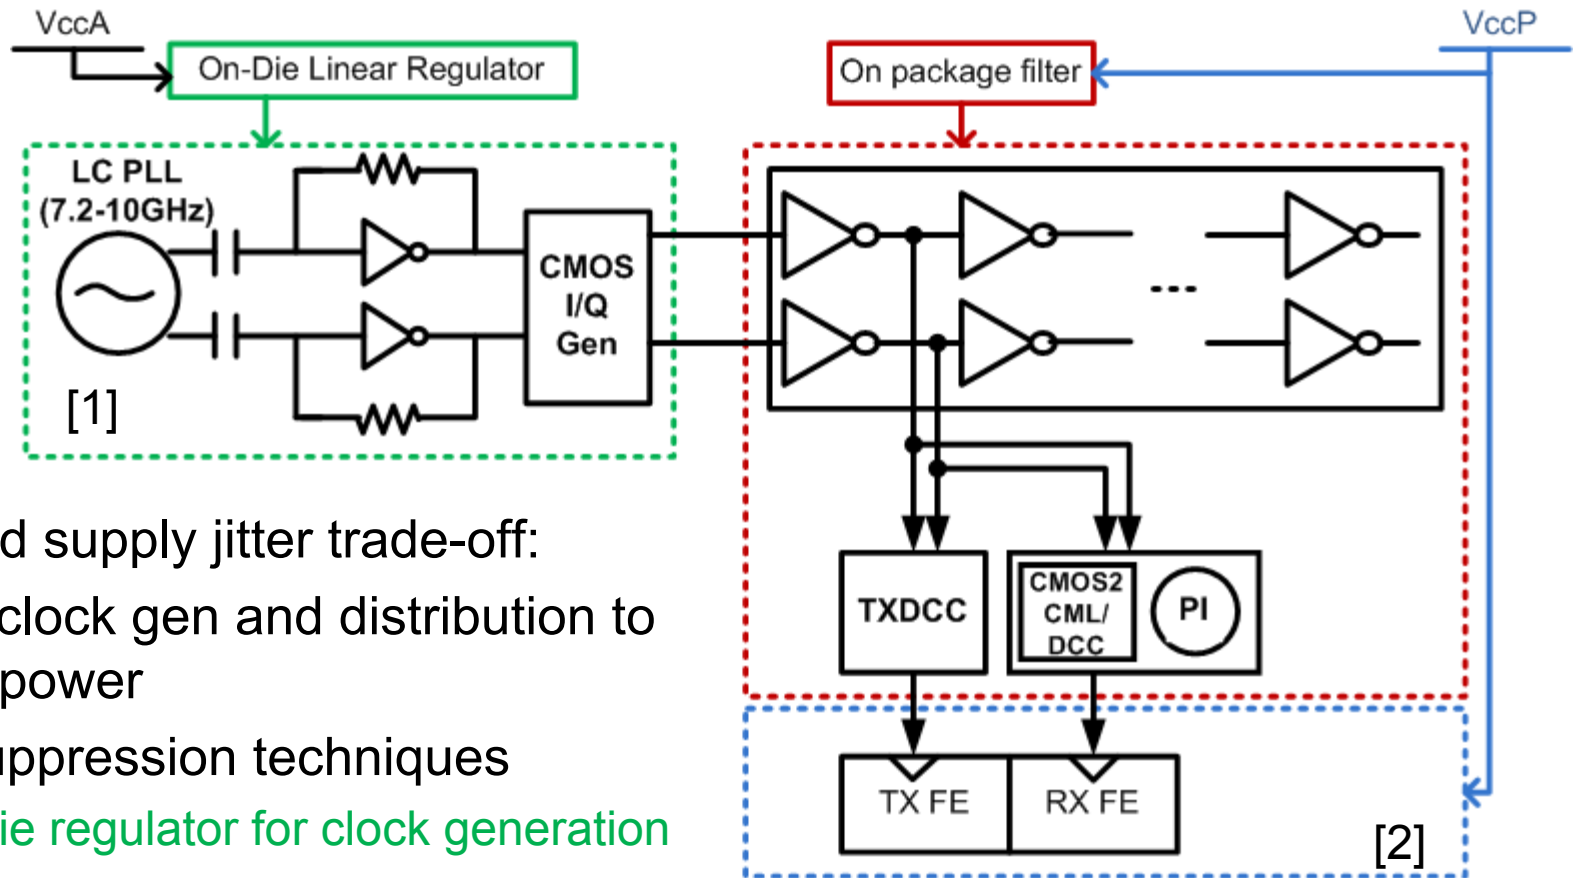 VccA
VccP
On-Die Linear Regulator
On package filter
LC PLL
(7.2-10GHz)
CMOS
I/Q
Gen
[1]
...
TXDCC
CMOS2
CML/
DCC
PI
TX FE
RX FE
[2]
d supply jitter trade-off:
clock gen and distribution to
power
uppression techniques
ie regulator for clock generation